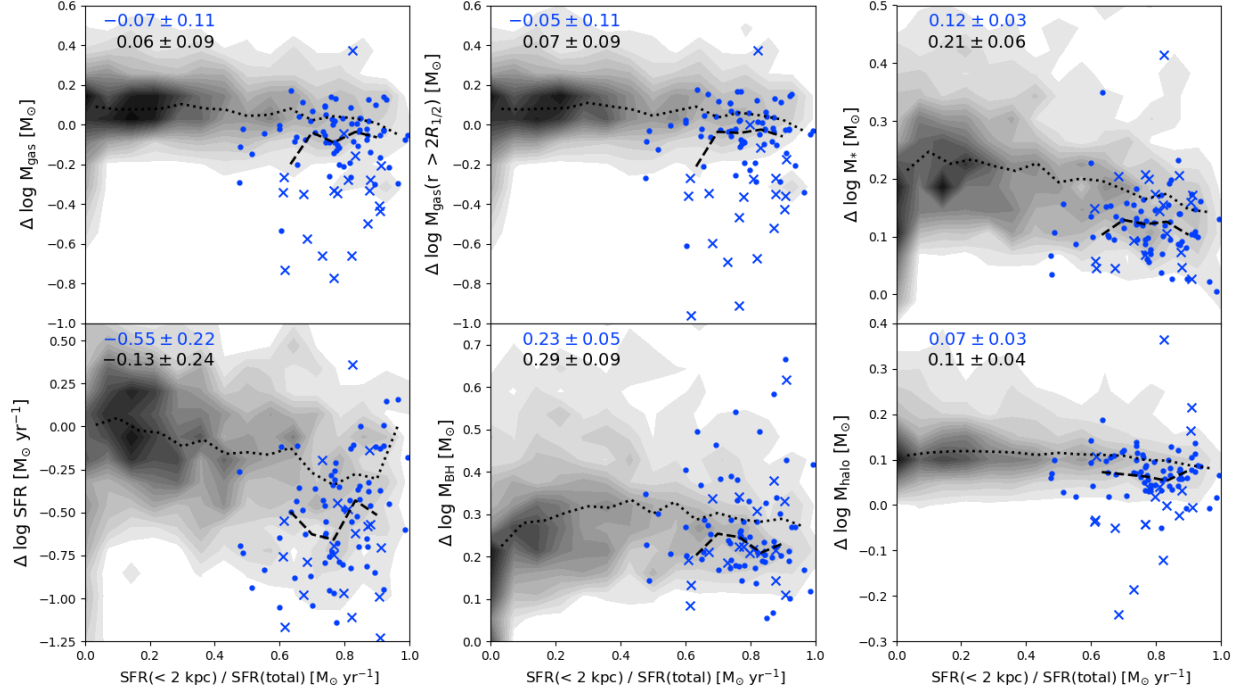 −0.07 ± 0.11
0.06 ± 0.09
Δ log M_gas [M_⊙]
0.6
0.4
0.2
0.0
−0.2
−0.4
−0.6
−0.8
−1.0
−0.05 ± 0.11
0.07 ± 0.09
Δ log M_gas(r > 2R_1/2) [M_⊙]
0.6
0.4
0.2
0.0
−0.2
−0.4
−0.6
−0.8
−1.0
0.12 ± 0.03
0.21 ± 0.06
Δ log M_* [M_⊙]
0.5
0.4
0.3
0.2
0.1
0.0
−0.55 ± 0.22
−0.13 ± 0.24
Δ log SFR [M_⊙ yr⁻¹]
0.50
0.25
0.00
−0.25
−0.50
−0.75
−1.00
−1.25
0.0 0.2 0.4 0.6 0.8 1.0
SFR(< 2 kpc) / SFR(total) [M_⊙ yr⁻¹]
0.23 ± 0.05
0.29 ± 0.09
Δ log M_BH [M_⊙]
0.7
0.6
0.5
0.4
0.3
0.2
0.1
0.0
0.0 0.2 0.4 0.6 0.8 1.0
SFR(< 2 kpc) / SFR(total) [M_⊙ yr⁻¹]
0.07 ± 0.03
0.11 ± 0.04
Δ log M_halo [M_⊙]
0.4
0.3
0.2
0.1
0.0
−0.1
−0.2
−0.3
0.0 0.2 0.4 0.6 0.8 1.0
SFR(< 2 kpc) / SFR(total) [M_⊙ yr⁻¹]